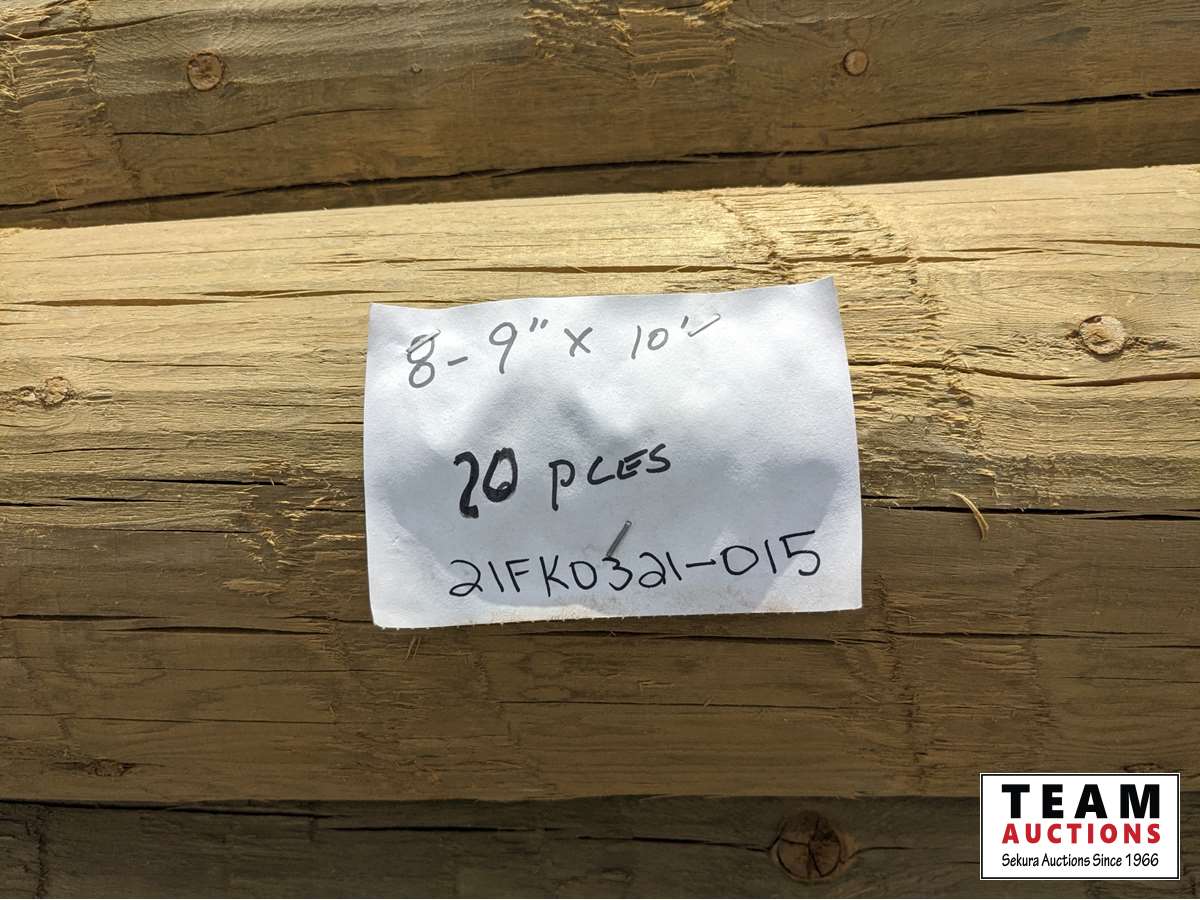 8-9" x 10'
20 PCES
21FK0321-015
TEAM
AUCTIONS
Sekura Auctions Since 1966